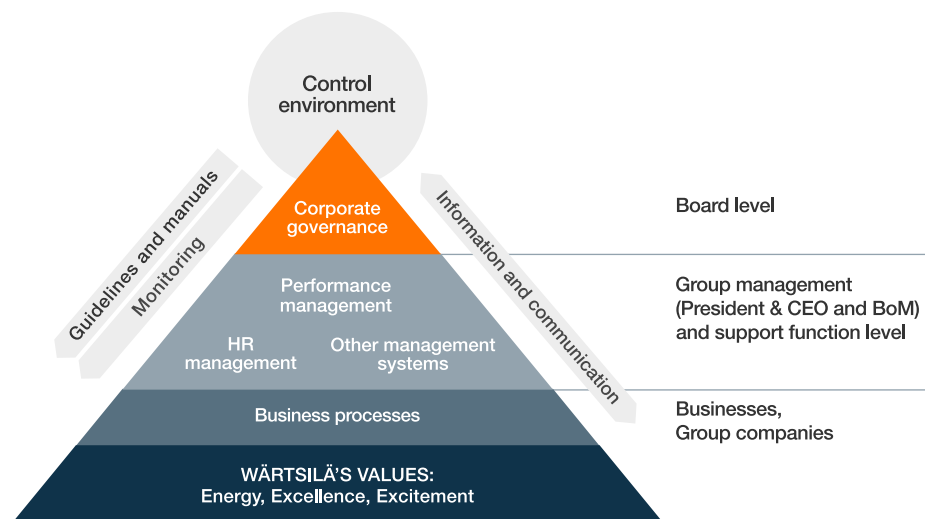 Control
environment
Guidelines and manuals
Monitoring
Information and communication
Corporate
governance
Board level
Performance
management
HR
management
Other management
systems
Group management
(President & CEO and BoM)
and support function level
Business processes
Businesses,
Group companies
WÄRTSILÄ'S VALUES:
Energy, Excellence, Excitement